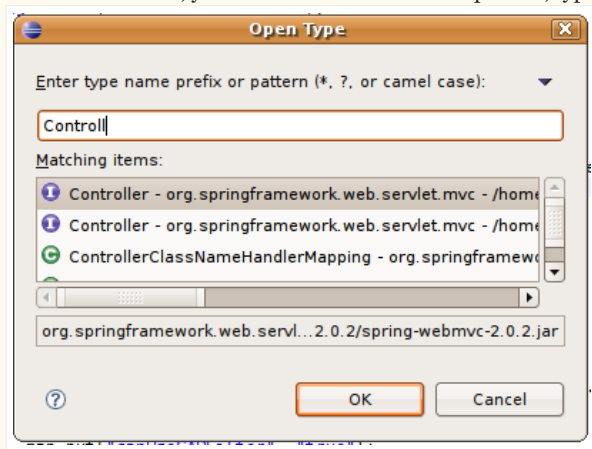 Open Type
Enter type name prefix or pattern (*, ?, or camel case):
Controll
Matching items:
Controller - org.springframework.web.servlet.mvc - /home
Controller - org.springframework.web.servlet.mvc - /home
ControllerClassNameHandlerMapping - org.springframewo
org.springframework.web.servl...2.0.2/spring-webmvc-2.0.2.jar
OK Cancel